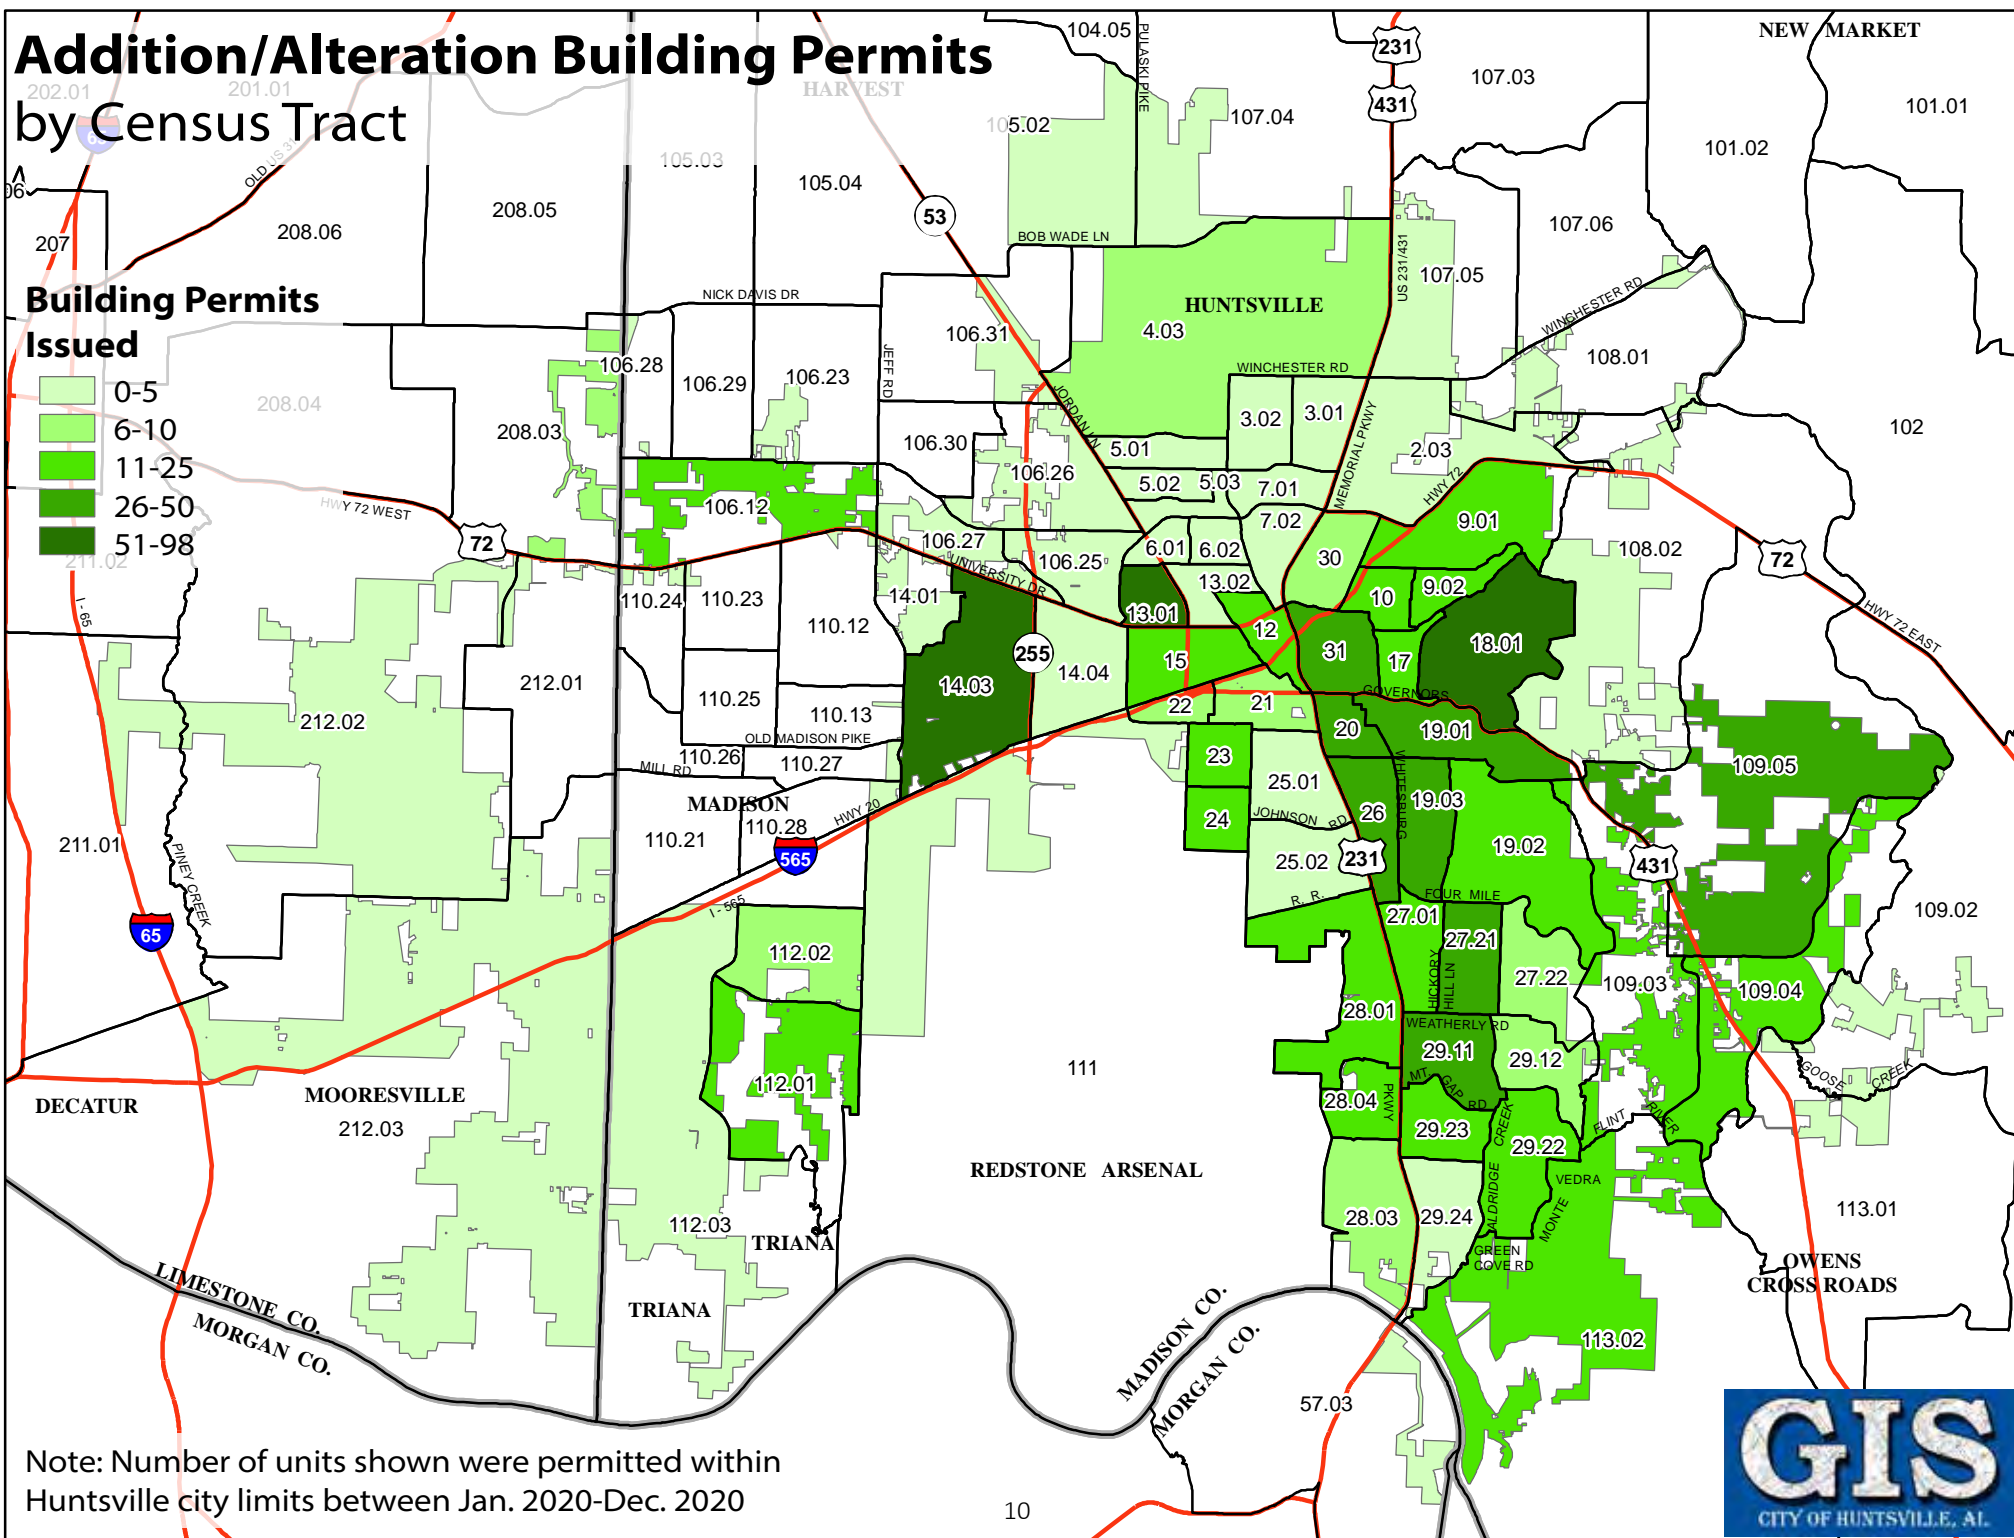 Addition/Alteration Building Permits
by Census Tract
Building Permits
Issued
0-5
6-10
11-25
26-50
51-98
202.01
201.01
HARVEST
104.05
PULASKI PIKE
231
431
107.03
NEW MARKET
101.01
101.02
65
OLD US 31
105.03
105.02
107.04
06
105.04
208.05
208.06
207
53
BOB WADE LN
US 231/431
107.05
107.06
WINCHESTER RD
NICK DAVIS DR
HUNTSVILLE
4.03
106.31
JEFF RD
106.28
106.29
106.23
208.04
208.03
WINCHESTER RD
108.01
JORDAN LN
3.02
3.01
MEMORIAL PKWY
102
106.30
5.01
2.03
106.26
5.02
5.03
7.01
HWY 72
HWY 72 WEST
106.12
7.02
9.01
72
211.02
106.27
6.01
6.02
30
108.02
72
UNIVERSITY DR
106.25
13.02
HWY 72 EAST
I - 65
110.24
110.23
14.01
13.01
10
9.02
110.12
12
255
15
31
17
18.01
212.01
14.03
14.04
110.25
GOVERNORS
110.13
22
21
212.02
20
19.01
OLD MADISON PIKE
110.26
110.27
MILL RD
23
WHITESBURG
109.05
25.01
MADISON
HWY 20
19.03
24
JOHNSON RD
26
110.21
110.28
211.01
565
PINEY CREEK
19.02
231
25.02
431
R. R.
FOUR MILE
I - 565
27.01
109.02
65
27.21
112.02
HICKORY
HILL LN
27.22
109.03
109.04
28.01
WEATHERLY RD
29.11
29.12
111
GOOSE CREEK
112.01
MT. GAP RD
DECATUR
MOORESVILLE
212.03
28.04
PKWY
29.23
FLINT RIVER
29.22
ALDRIDGE CREEK
REDSTONE ARSENAL
VEDRA
MONTE
28.03
29.24
113.01
112.03
TRIANA
GREEN
COVE RD
OWENS
CROSS ROADS
LIMESTONE CO.
MORGAN CO.
TRIANA
MADISON CO.
MORGAN CO.
113.02
57.03
Note: Number of units shown were permitted within
Huntsville city limits between Jan. 2020-Dec. 2020
10
GIS
CITY OF HUNTSVILLE, AL